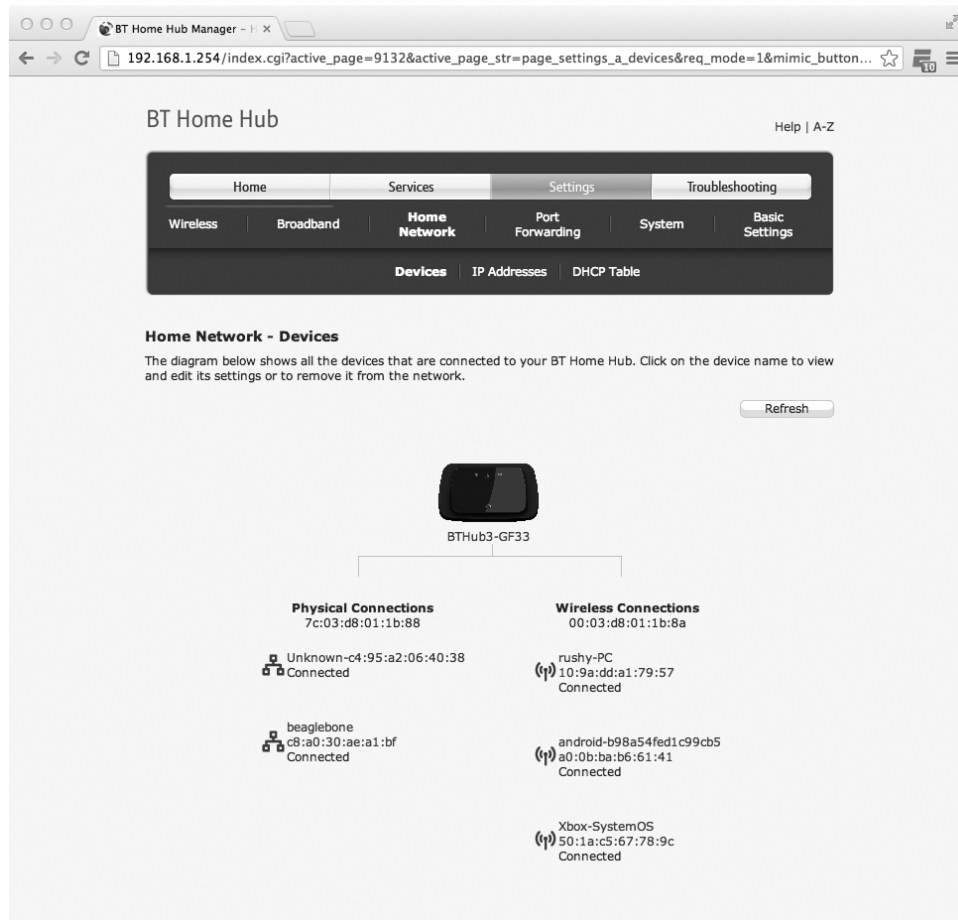 BT Home Hub Manager – H ×
192.168.1.254/index.cgi?active_page=9132&active_page_str=page_settings_a_devices&req_mode=1&mimic_button...
10
BT Home Hub
Help | A-Z
Home Services Settings Troubleshooting
Wireless Broadband Home Network Port Forwarding System Basic Settings
Devices IP Addresses DHCP Table
Home Network - Devices
The diagram below shows all the devices that are connected to your BT Home Hub. Click on the device name to view
and edit its settings or to remove it from the network.
Refresh
BTHub3-GF33
Physical Connections
7c:03:d8:01:1b:88
Unknown-c4:95:a2:06:40:38
Connected
beaglebone
c8:a0:30:ae:a1:bf
Connected
Wireless Connections
00:03:d8:01:1b:8a
rushy-PC
10:9a:dd:a1:79:57
Connected
android-b98a54fed1c99cb5
a0:0b:ba:b6:61:41
Connected
Xbox-SystemOS
50:1a:c5:67:78:9c
Connected